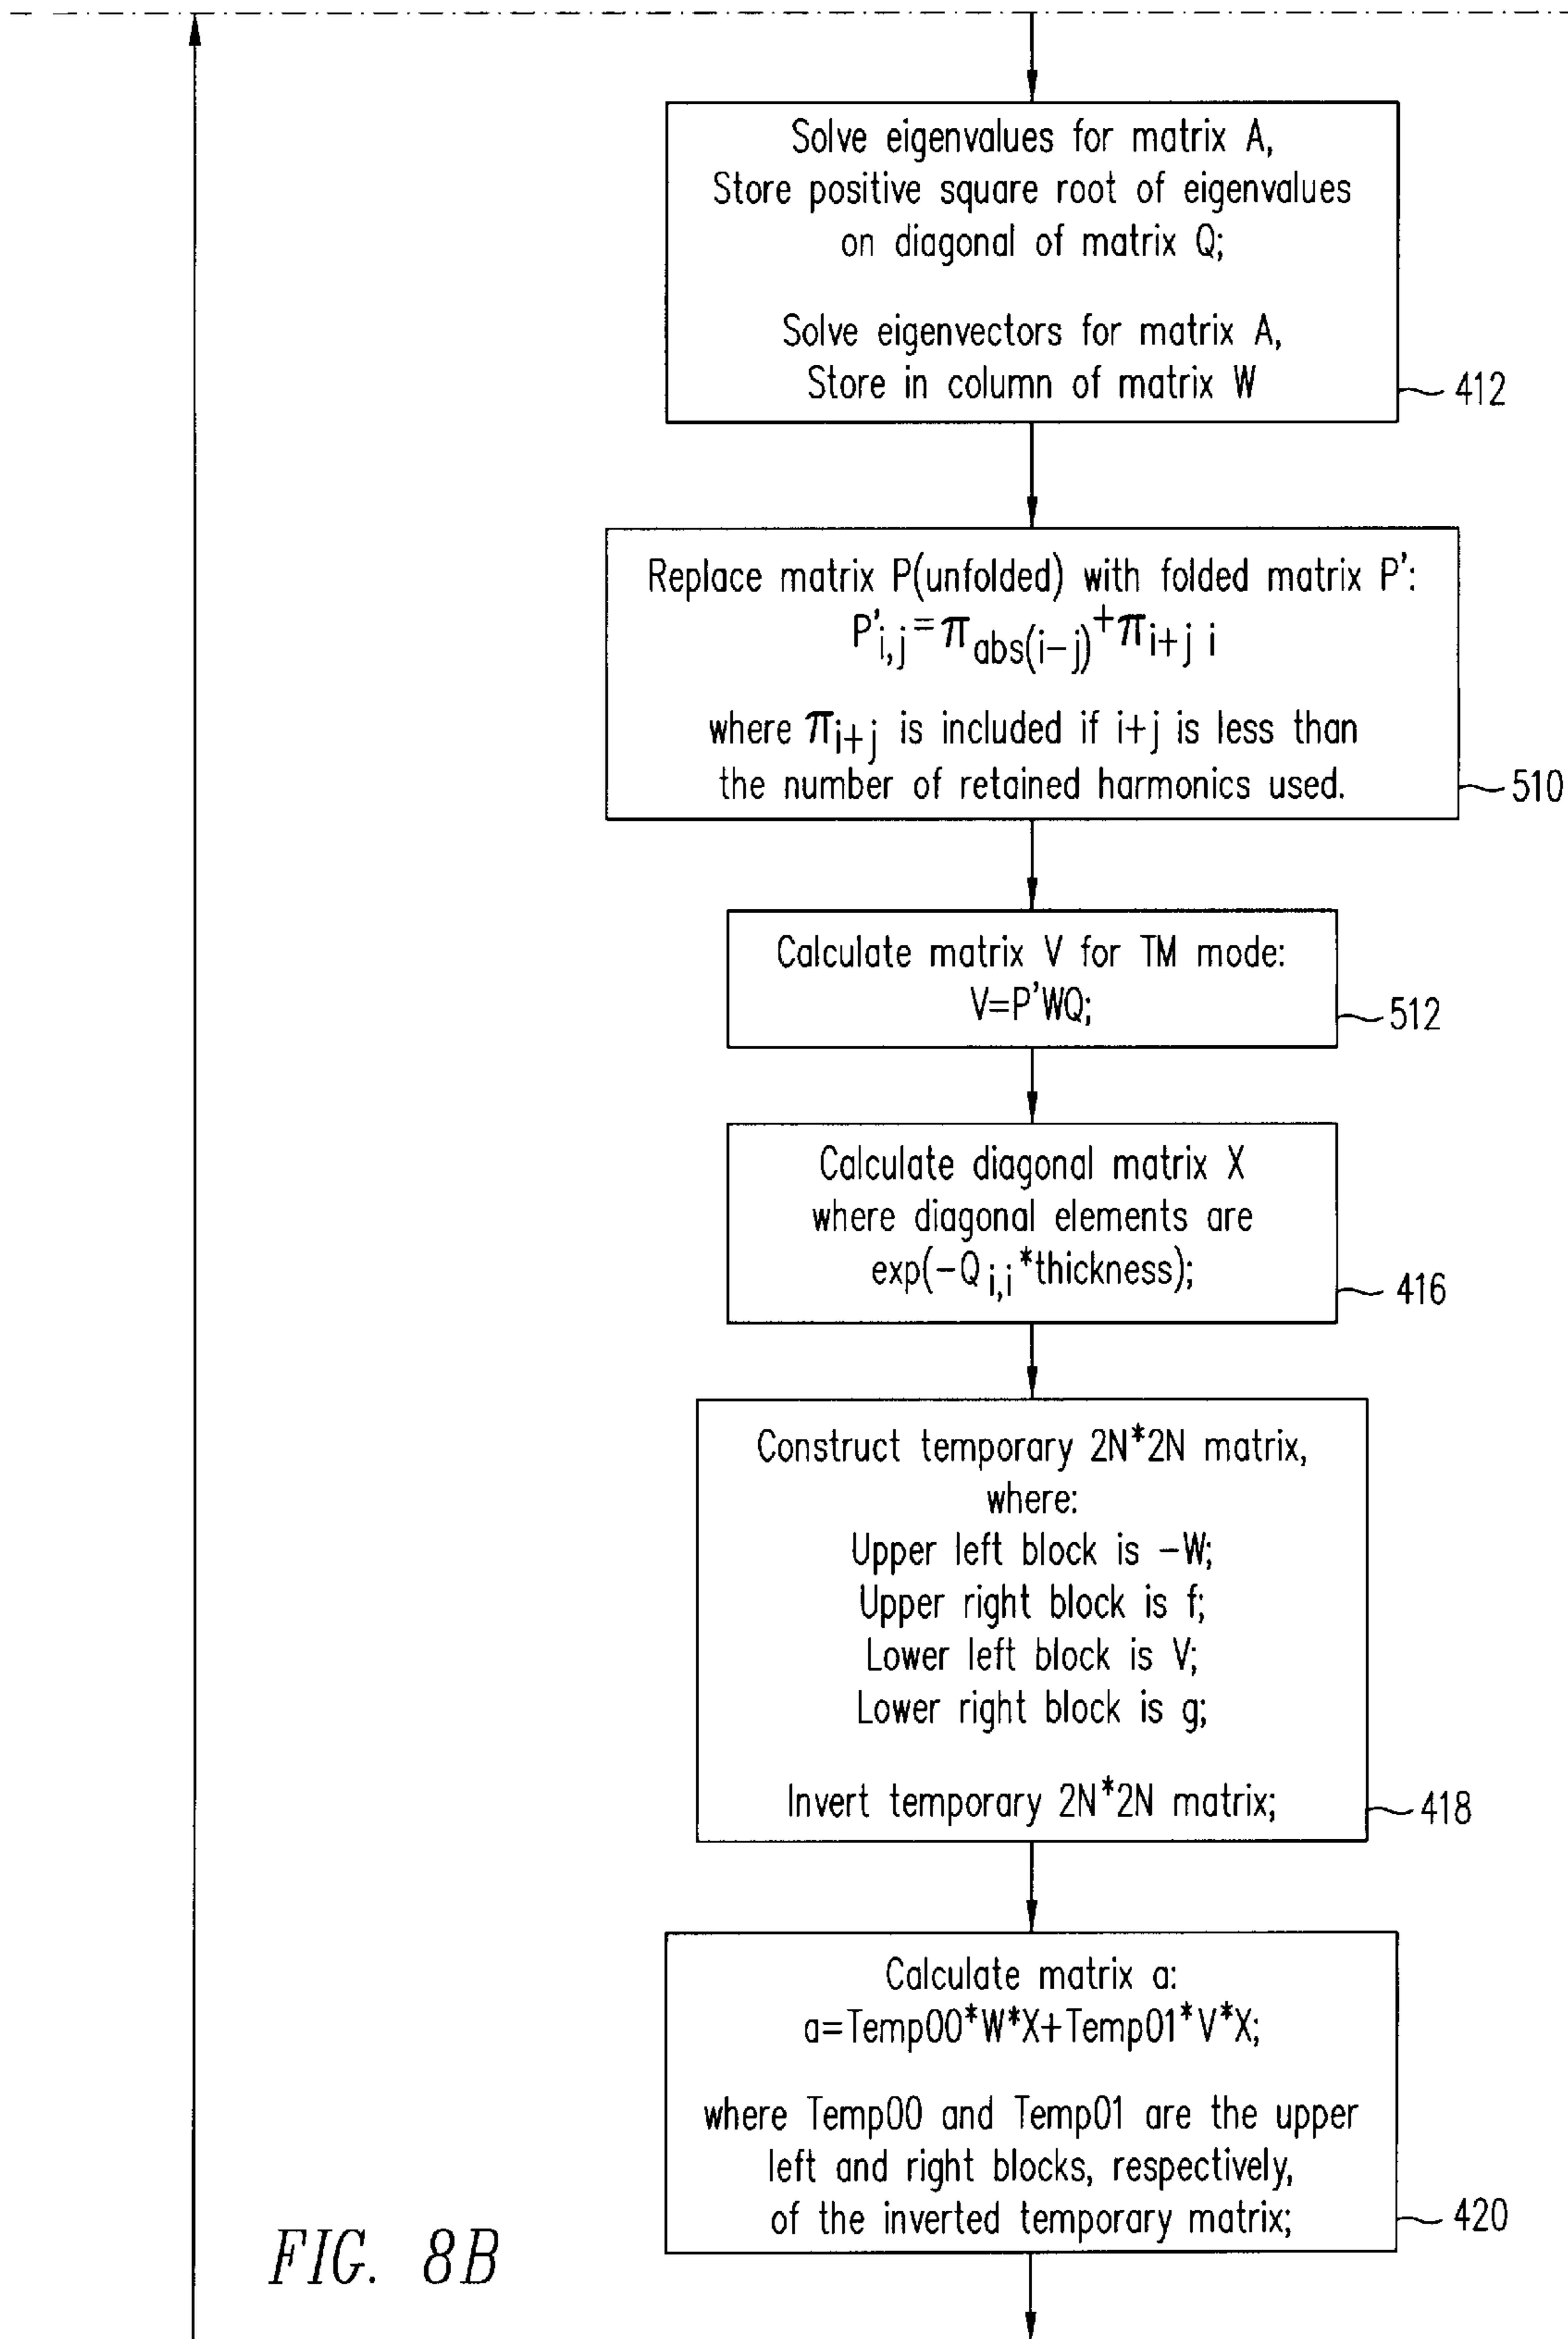 Solve eigenvalues for matrix A,
Store positive square root of eigenvalues
on diagonal of matrix Q;
Solve eigenvectors for matrix A,
Store in column of matrix W
412
Replace matrix P(unfolded) with folded matrix P':
P'i,j=πabs(i-j)+πi+j i
where πi+j is included if i+j is less than
the number of retained harmonics used.
510
Calculate matrix V for TM mode:
V=P'WQ;
512
Calculate diagonal matrix X
where diagonal elements are
exp(-Qi,i*thickness);
416
Construct temporary 2N*2N matrix,
where:
Upper left block is -W;
Upper right block is f;
Lower left block is V;
Lower right block is g;
Invert temporary 2N*2N matrix;
418
Calculate matrix a:
a=Temp00*W*X+Temp01*V*X;
where Temp00 and Temp01 are the upper
left and right blocks, respectively,
of the inverted temporary matrix;
420
FIG. 8B